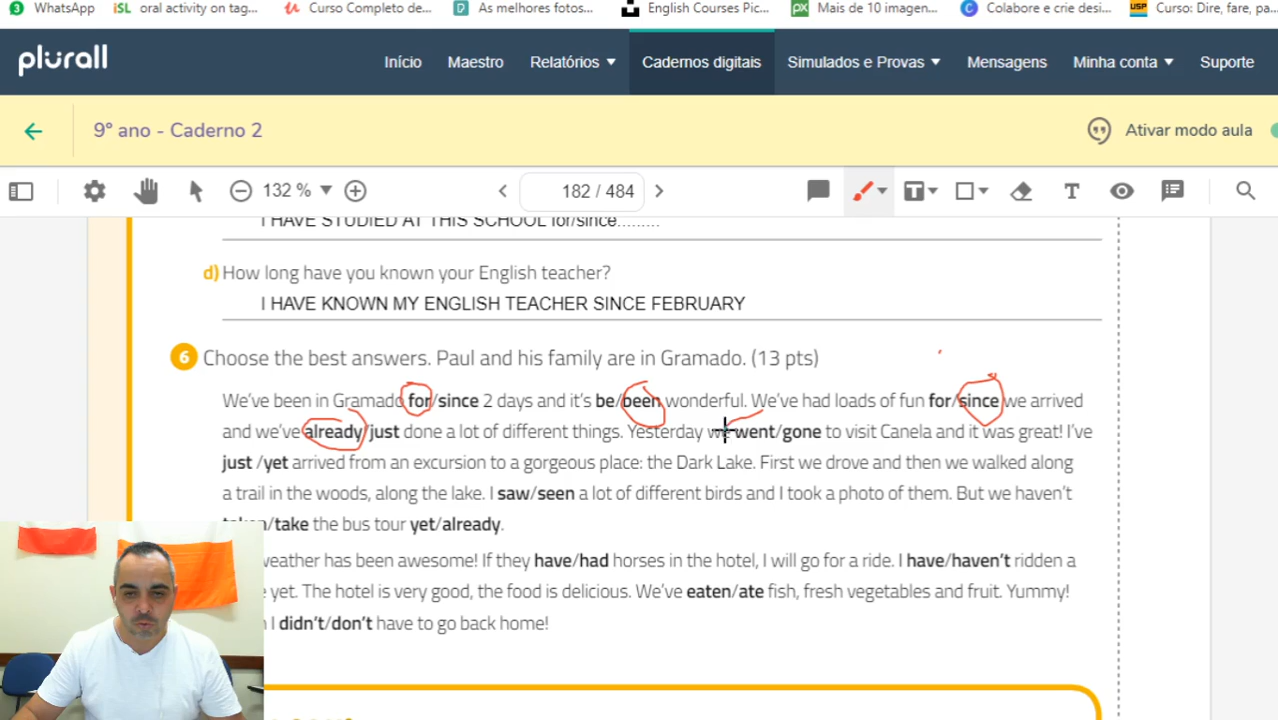 WhatsApp
iSL oral activity on tag...
Curso Completo de...
As melhores fotos...
English Courses Pic...
px Mais de 10 imagen...
Colabore e crie desi...
USP Curso: Dire, fare, pa...
plurall
Início Maestro Relatórios Cadernos digitais Simulados e Provas Mensagens Minha conta Suporte
9º ano - Caderno 2
Ativar modo aula
132 %
182 / 484
I HAVE STUDIED AT THIS SCHOOL for/since.........
d) How long have you known your English teacher?
I HAVE KNOWN MY ENGLISH TEACHER SINCE FEBRUARY
6 Choose the best answers. Paul and his family are in Gramado. (13 pts)
We've been in Gramado for/since 2 days and it's be/been wonderful. We've had loads of fun for/since we arrived
and we've already/just done a lot of different things. Yesterday we went/gone to visit Canela and it was great! I've
just /yet arrived from an excursion to a gorgeous place: the Dark Lake. First we drove and then we walked along
a trail in the woods, along the lake. I saw/seen a lot of different birds and I took a photo of them. But we haven't
/take the bus tour yet/already.
weather has been awesome! If they have/had horses in the hotel, I will go for a ride. I have/haven't ridden a
yet. The hotel is very good, the food is delicious. We've eaten/ate fish, fresh vegetables and fruit. Yummy!
I didn't/don't have to go back home!